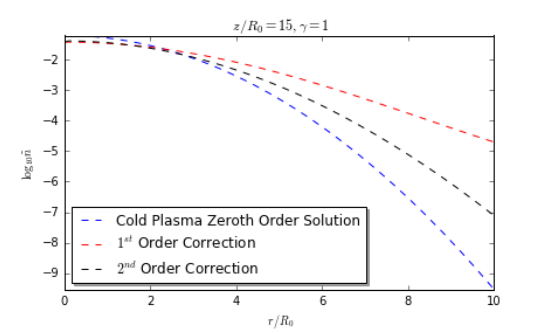 z/R₀ = 15, γ = 1
−2
−3
−4
−5
−6
−7
−8
−9
log₁₀ ñ
Cold Plasma Zeroth Order Solution
1ˢᵗ Order Correction
2ⁿᵈ Order Correction
0 2 4 6 8 10
r/R₀